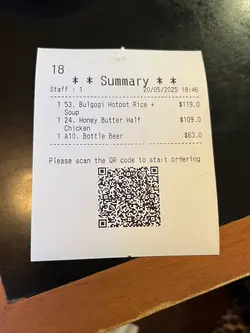 18
* * Summary * *
Staff : 1 20/05/2025 18:46
1 53. Bulgogi Hotpot Rice + $119.0
Soup
1 24. Honey Butter Half $109.0
Chicken
1 A10. Bottle Beer $63.0
Please scan the QR code to start ordering